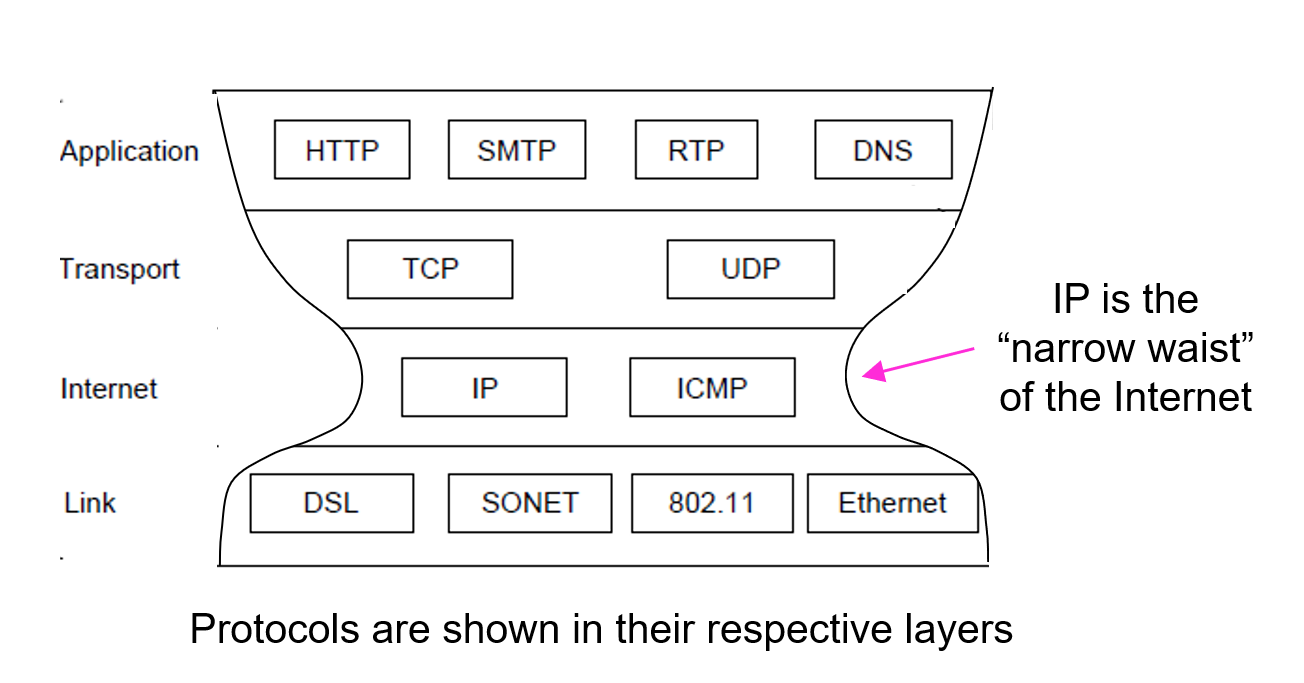 Application HTTP SMTP RTP DNS
Transport TCP UDP
IP is the
“narrow waist”
of the Internet
Internet IP ICMP
Link DSL SONET 802.11 Ethernet
Protocols are shown in their respective layers